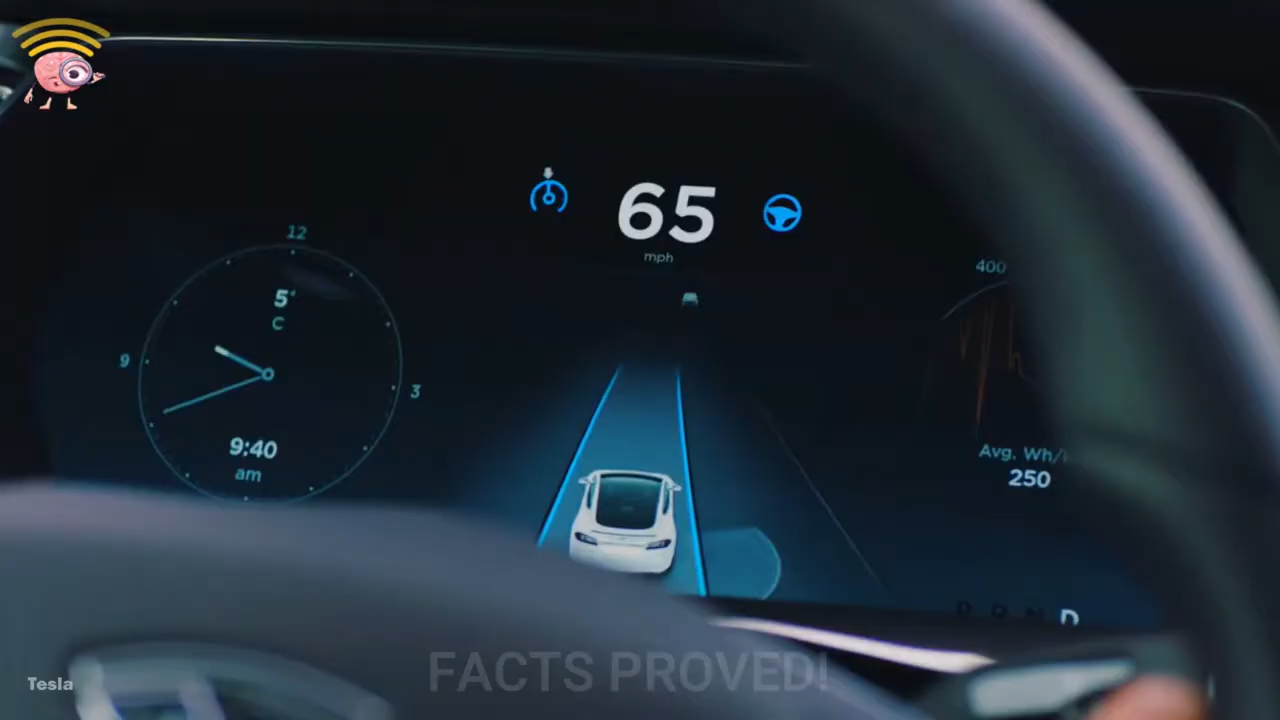 65
mph
12
5°
C
9
3
9:40
am
400
Avg. Wh/
250
P R N D
Tesla
FACTS PROVED!